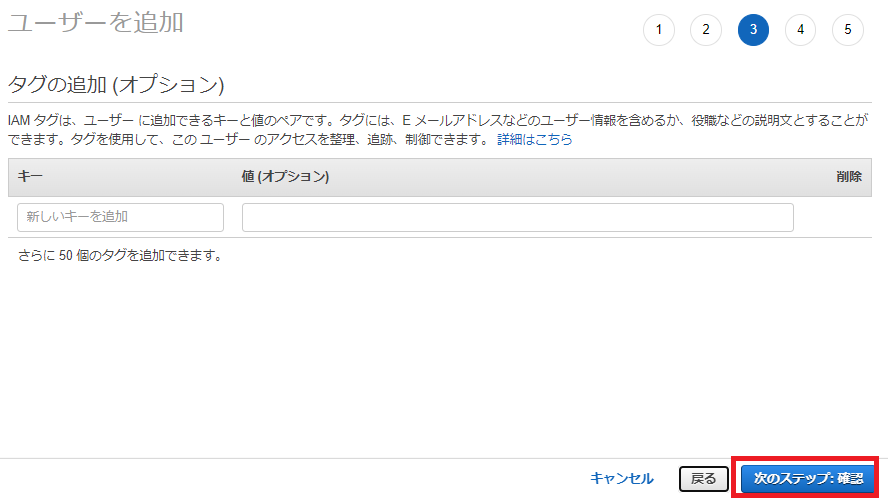 ユーザーを追加
1 2 3 4 5
タグの追加 (オプション)
IAM タグは、ユーザー に追加できるキーと値のペアです。タグには、E メールアドレスなどのユーザー情報を含めるか、役職などの説明文とすることが
できます。タグを使用して、この ユーザー のアクセスを整理、追跡、制御できます。 詳細はこちら
キー 値 (オプション) 削除
新しいキーを追加
さらに 50 個のタグを追加できます。
キャンセル 戻る 次のステップ: 確認